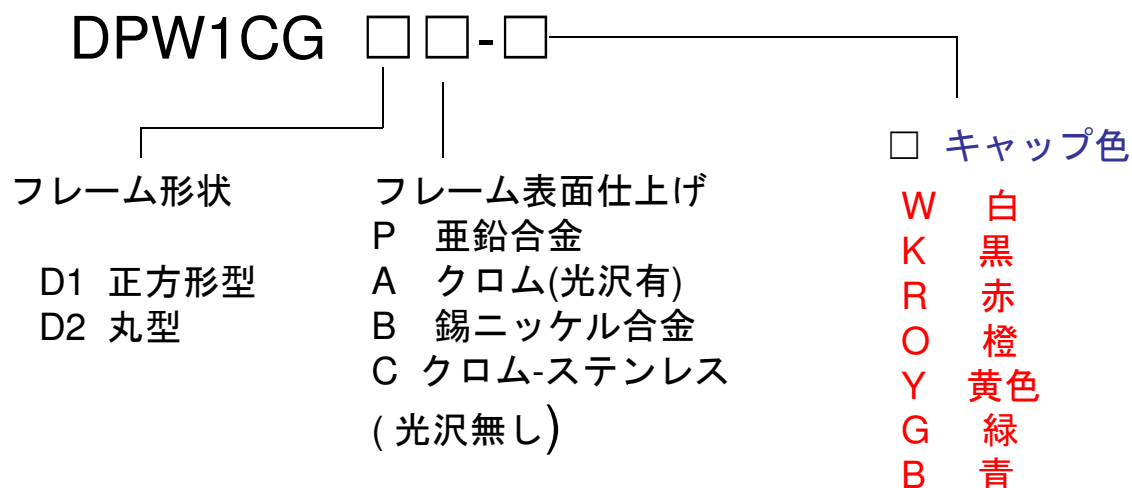 DPW1CG □□-□
□ キャップ色
フレーム形状
D1 正方形型
D2 丸型
フレーム表面仕上げ
P 亜鉛合金
A クロム(光沢有)
B 錫ニッケル合金
C クロム-ステンレス
(光沢無し)
W 白
K 黒
R 赤
O 橙
Y 黄色
G 緑
B 青